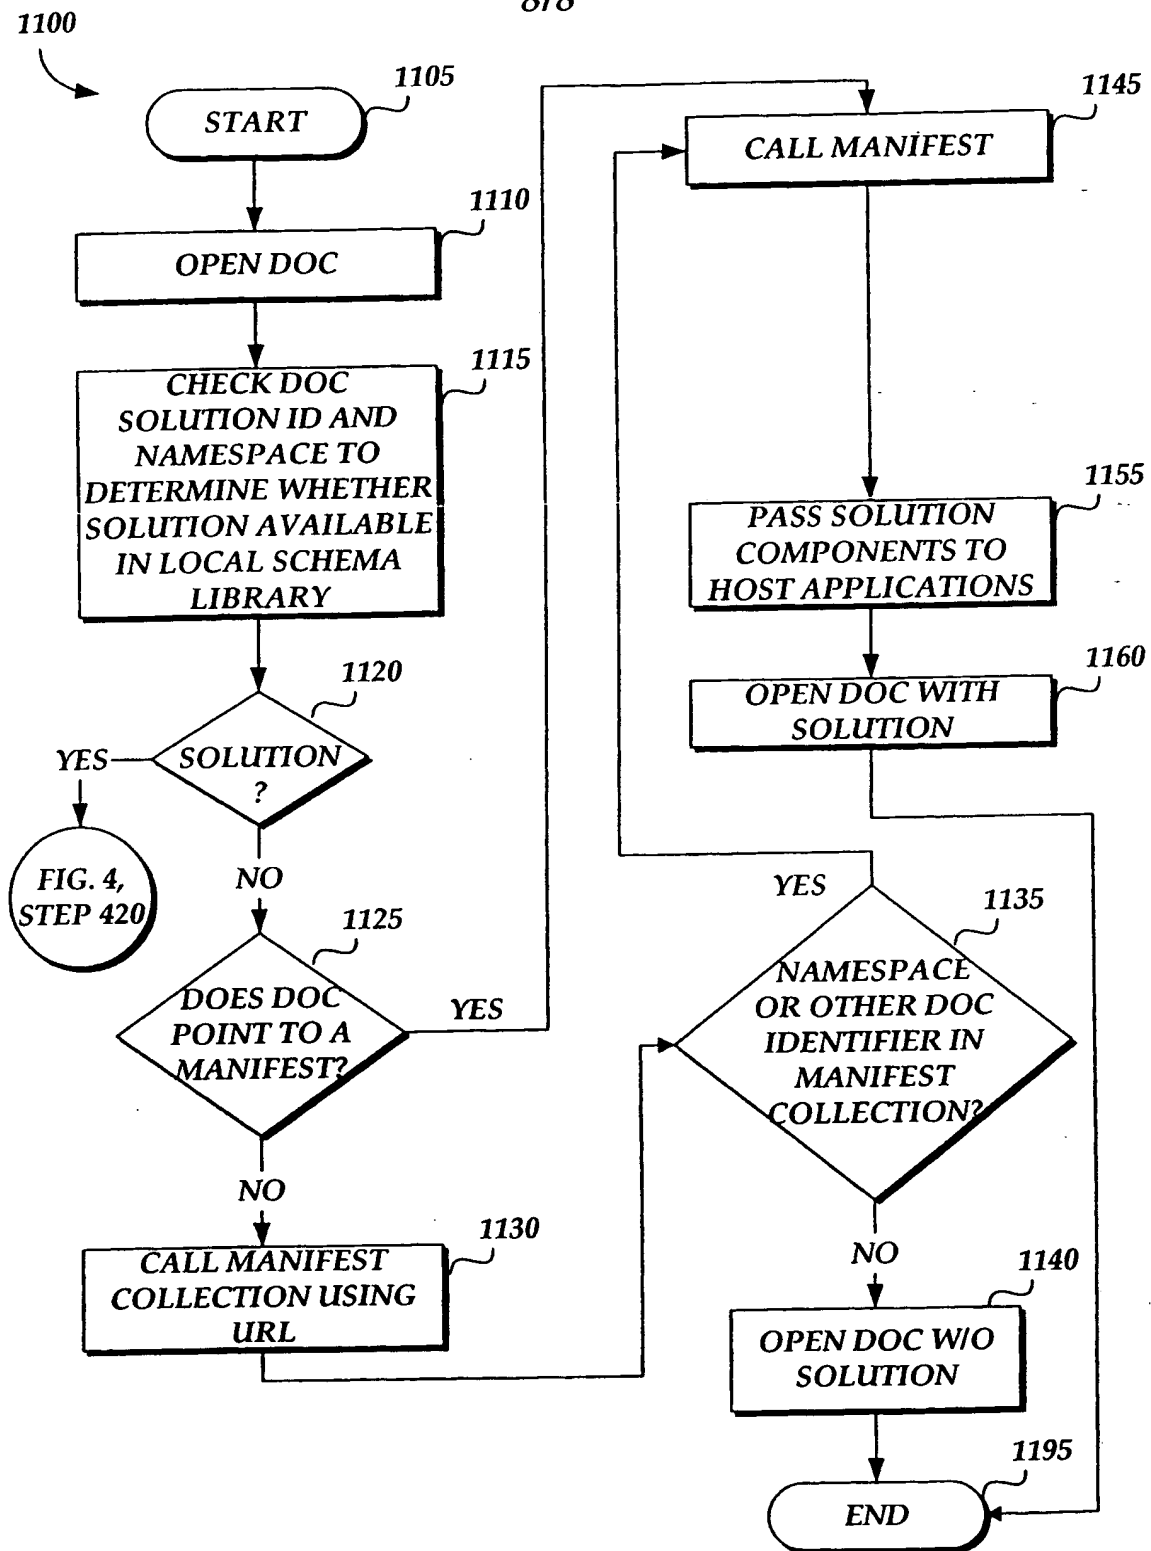 8/8
1100
1105
START
1110
OPEN DOC
1115
CHECK DOC
SOLUTION ID AND
NAMESPACE TO
DETERMINE WHETHER
SOLUTION AVAILABLE
IN LOCAL SCHEMA
LIBRARY
1120
SOLUTION
?
YES
FIG. 4,
STEP 420
NO
1125
DOES DOC
POINT TO A
MANIFEST?
YES
NO
1130
CALL MANIFEST
COLLECTION USING
URL
1145
CALL MANIFEST
1155
PASS SOLUTION
COMPONENTS TO
HOST APPLICATIONS
1160
OPEN DOC WITH
SOLUTION
YES
1135
NAMESPACE
OR OTHER DOC
IDENTIFIER IN
MANIFEST
COLLECTION?
NO
1140
OPEN DOC W/O
SOLUTION
1195
END